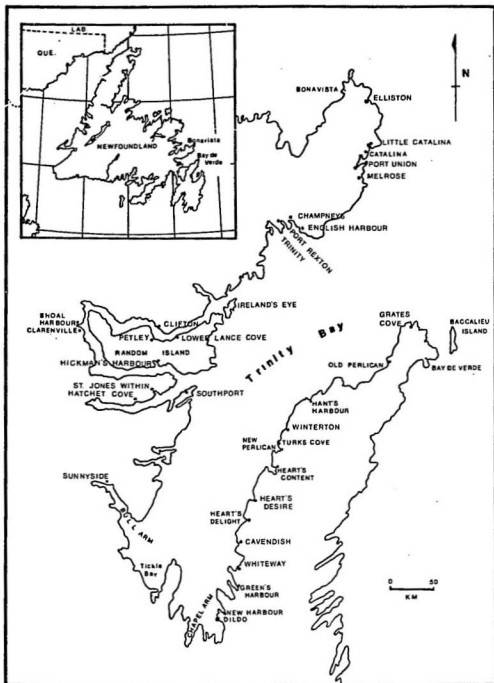 LAB
QUE.
NEWFOUNDLAND
Bonavista
Bay de
Verde
N
BONAVISTA
ELLISTON
LITTLE CATALINA
CATALINA
PORT UNION
MELROSE
CHAMPNEYS
ENGLISH HARBOUR
PORT REXTON
TRINITY
IRELAND'S EYE
SHOAL
HARBOUR
CLARENVILLE
CLIFTON
PETLEY
LOWER LANCE COVE
RANDOM ISLAND
HICKMAN'S HARBOUR
ST. JONES WITHIN
HATCHET COVE
SOUTHPORT
Trinity Bay
GRATES
COVE
BACCALIEU
ISLAND
BAY DE VERDE
OLD PERLICAN
HANT'S
HARBOUR
WINTERTON
NEW
PERLICAN
TURKS COVE
HEART'S
CONTENT
HEART'S
DESIRE
HEART'S
DELIGHT
CAVENDISH
WHITEWAY
GREEN'S
HARBOUR
NEW HARBOUR
DILDO
CHAPEL ARM
SUNNYSIDE
BULL ARM
Tickle
Bay
0 50
KM